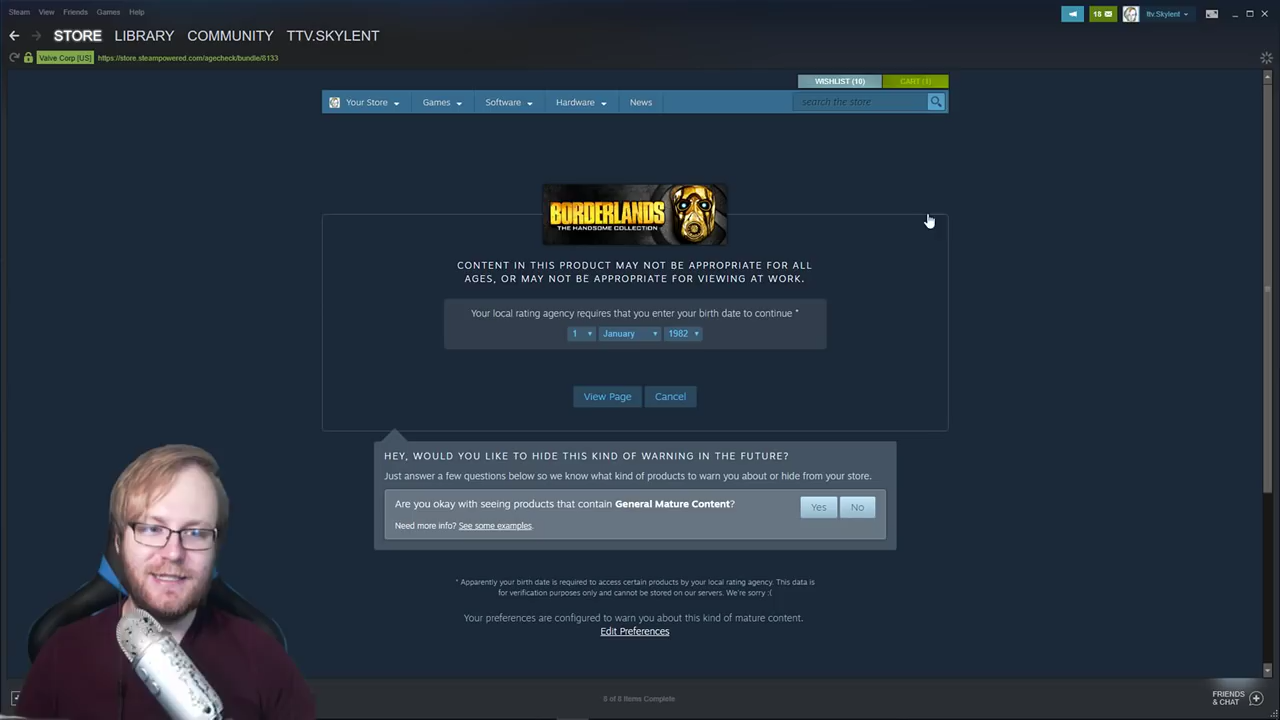 Steam View Friends Games Help
18
ttv.Skylent
STORE LIBRARY COMMUNITY TTV.SKYLENT
Valve Corp [US] https://store.steampowered.com/agecheck/bundle/8133
WISHLIST (10) CART (1)
Your Store Games Software Hardware News search the store
BORDERLANDS
THE HANDSOME COLLECTION
CONTENT IN THIS PRODUCT MAY NOT BE APPROPRIATE FOR ALL
AGES, OR MAY NOT BE APPROPRIATE FOR VIEWING AT WORK.
Your local rating agency requires that you enter your birth date to continue *
1 January 1982
View Page Cancel
HEY, WOULD YOU LIKE TO HIDE THIS KIND OF WARNING IN THE FUTURE?
Just answer a few questions below so we know what kind of products to warn you about or hide from your store.
Are you okay with seeing products that contain General Mature Content?
Yes No
Need more info? See some examples.
* Apparently your birth date is required to access certain products by your local rating agency. This data is
for verification purposes only and cannot be stored on our servers. We're sorry :(
Your preferences are configured to warn you about this kind of mature content.
Edit Preferences
8 of 8 Items Complete
FRIENDS
& CHAT